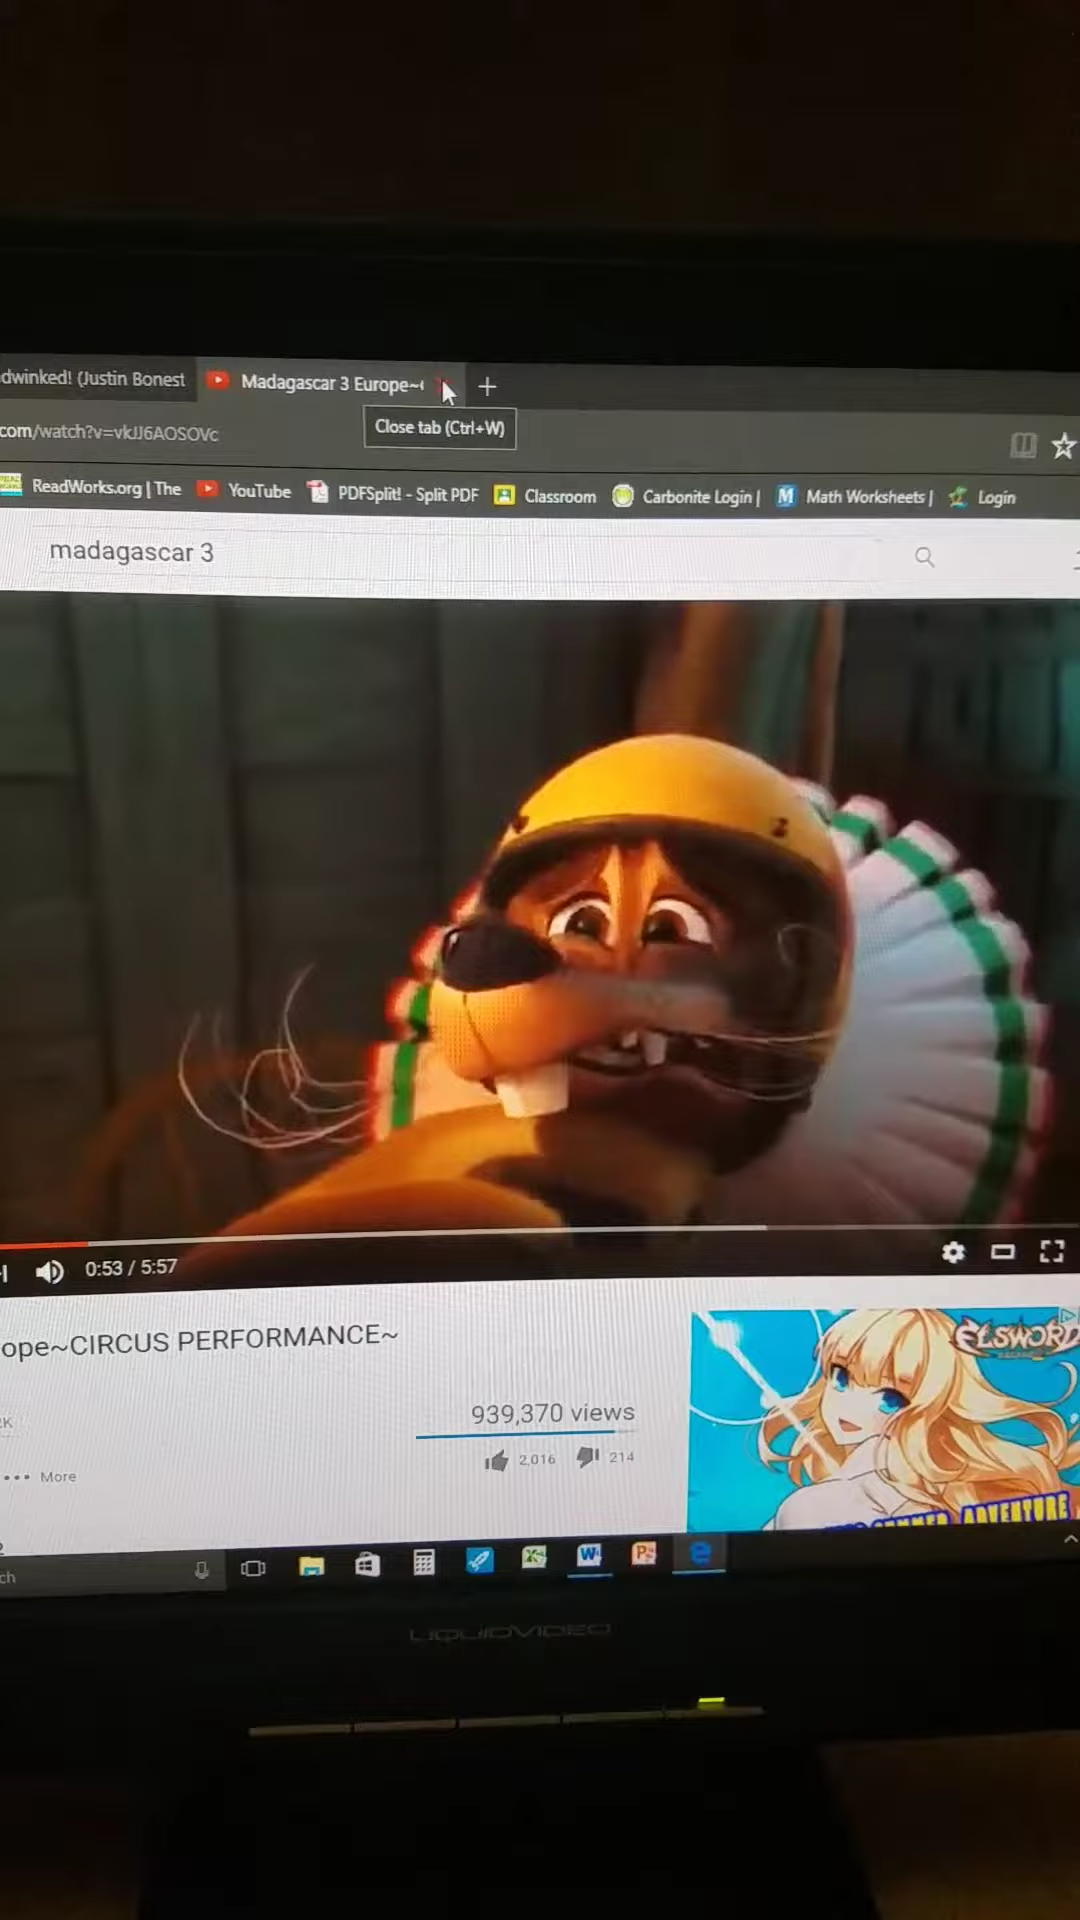 dwinked! (Justin Bonest
Madagascar 3 Europe~
Close tab (Ctrl+W)
com/watch?v=vkJJ6AOSOVc
ReadWorks.org | The
YouTube
PDFSplit! - Split PDF
Classroom
Carbonite Login |
Math Worksheets |
Login
madagascar 3
0:53 / 5:57
ope~CIRCUS PERFORMANCE~
939,370 views
2,016
214
K
••• More
ELSWORD
ADVENTURE
ch
LIQUIDVIDEO